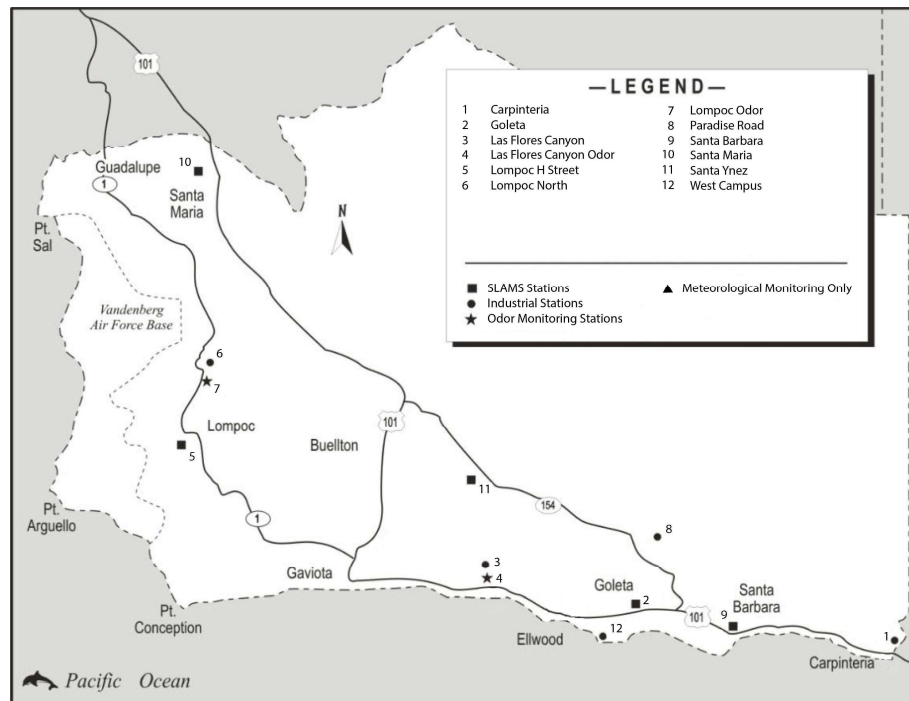 101
—LEGEND—
1 Carpinteria
2 Goleta
3 Las Flores Canyon
4 Las Flores Canyon Odor
5 Lompoc H Street
6 Lompoc North
7 Lompoc Odor
8 Paradise Road
9 Santa Barbara
10 Santa Maria
11 Santa Ynez
12 West Campus
SLAMS Stations
Industrial Stations
Odor Monitoring Stations
Meteorological Monitoring Only
Guadalupe
10
1
Santa
Maria
N
Pt.
Sal
Vandenberg
Air Force Base
6
7
Lompoc
5
Buellton
101
11
154
8
Pt.
Arguello
1
Gaviota
3
4
Goleta
2
Santa
Barbara
9
101
Pt.
Conception
Ellwood
12
1
Carpinteria
Pacific Ocean